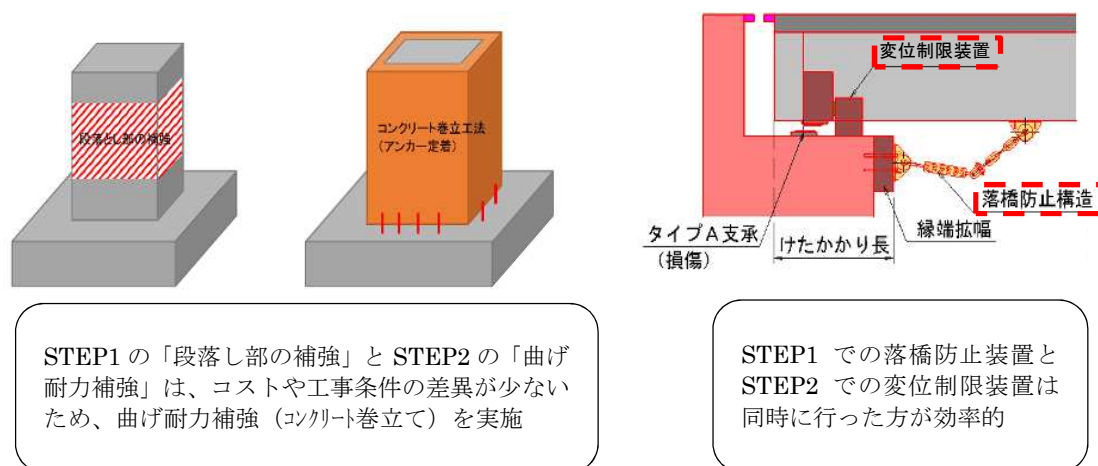 段落とし部の補強
コンクリート巻立工法
(アンカー定着)
変位制限装置
落橋防止構造
縁端拡幅
タイプA支承
(損傷)
けたかかり長
STEP1 の「段落し部の補強」と STEP2 の「曲げ
耐力補強」は、コストや工事条件の差異が少ない
ため、曲げ耐力補強（ｺﾝｸﾘｰﾄ巻立て）を実施
STEP1 での落橋防止装置と
STEP2 での変位制限装置は
同時に行った方が効率的